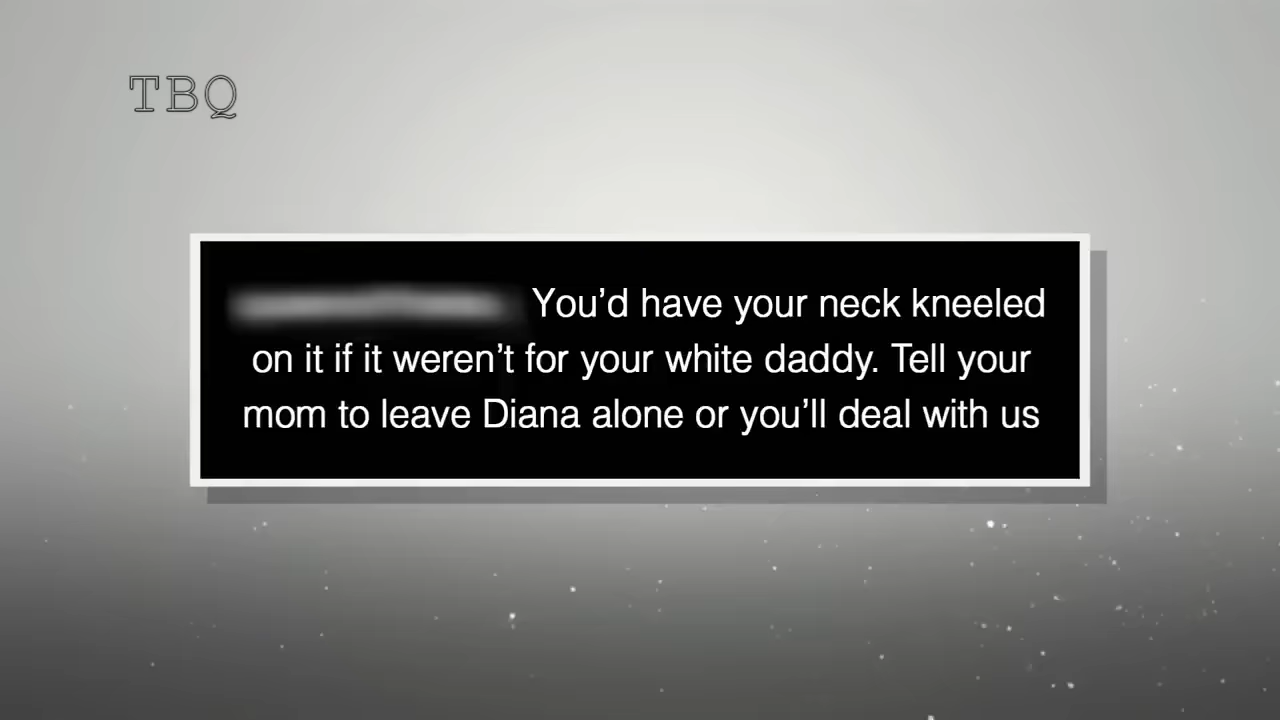 TBQ
You'd have your neck kneeled
on it if it weren't for your white daddy. Tell your
mom to leave Diana alone or you'll deal with us